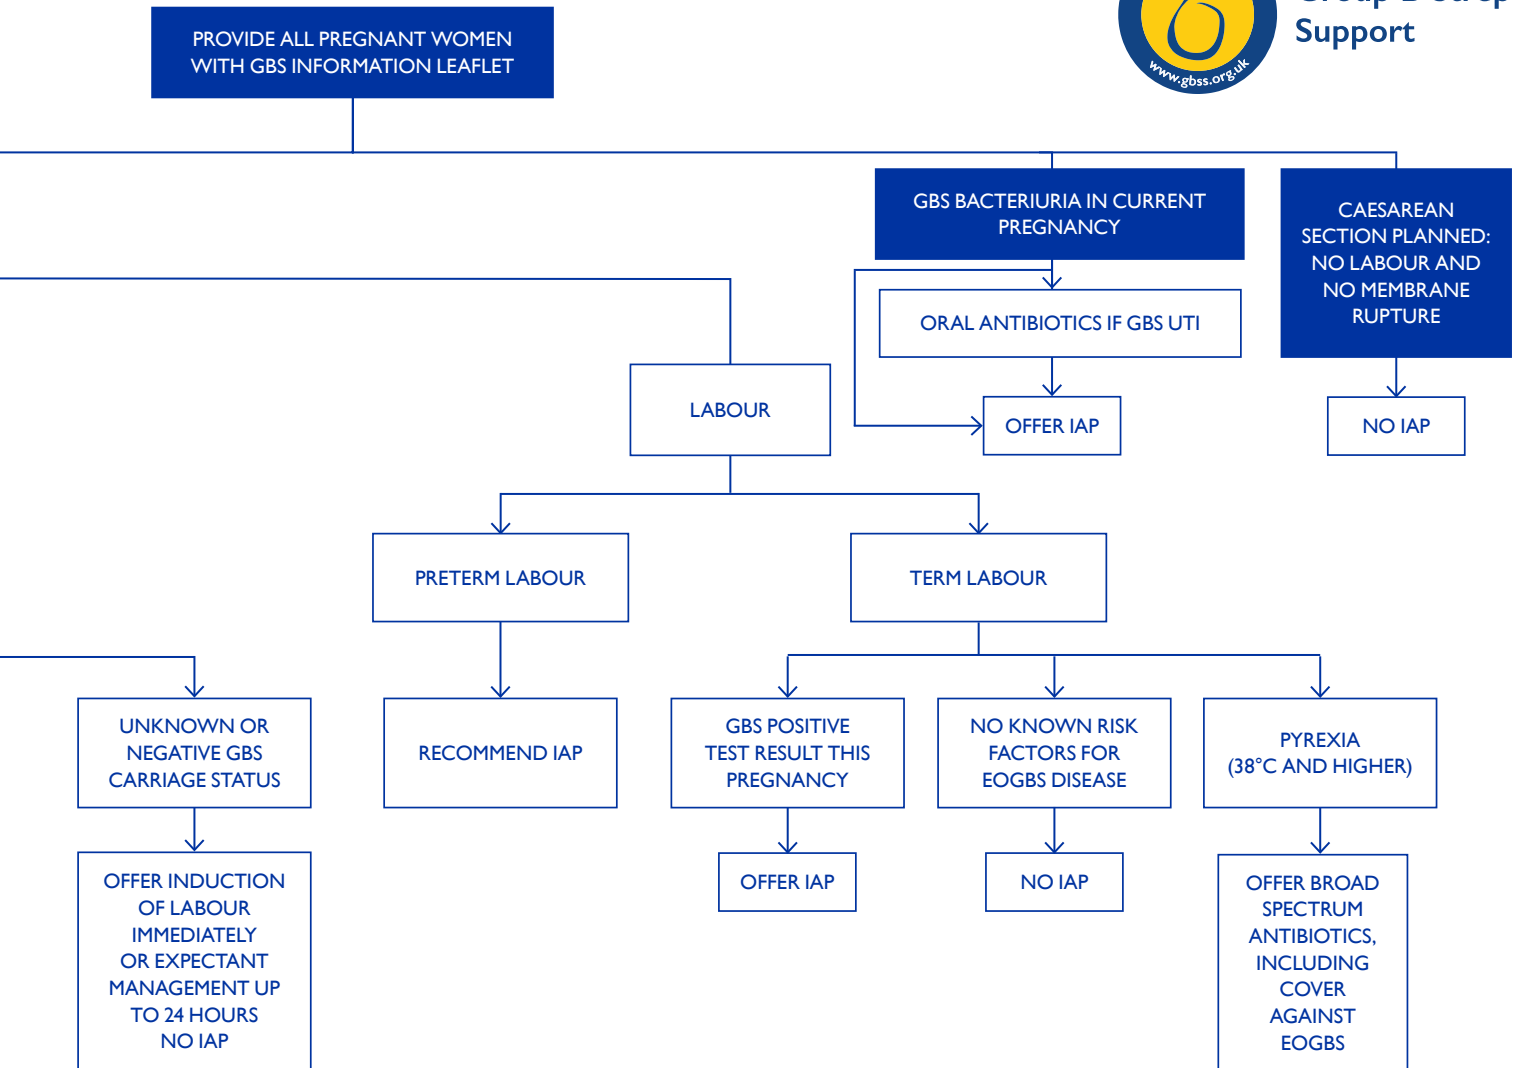 Support
www.gbss.org.uk
PROVIDE ALL PREGNANT WOMEN
WITH GBS INFORMATION LEAFLET
GBS BACTERIURIA IN CURRENT
PREGNANCY
CAESAREAN
SECTION PLANNED:
NO LABOUR AND
NO MEMBRANE
RUPTURE
ORAL ANTIBIOTICS IF GBS UTI
OFFER IAP
NO IAP
LABOUR
PRETERM LABOUR
TERM LABOUR
UNKNOWN OR
NEGATIVE GBS
CARRIAGE STATUS
RECOMMEND IAP
GBS POSITIVE
TEST RESULT THIS
PREGNANCY
NO KNOWN RISK
FACTORS FOR
EOGBS DISEASE
PYREXIA
(38°C AND HIGHER)
OFFER INDUCTION
OF LABOUR
IMMEDIATELY
OR EXPECTANT
MANAGEMENT UP
TO 24 HOURS
NO IAP
OFFER IAP
NO IAP
OFFER BROAD
SPECTRUM
ANTIBIOTICS,
INCLUDING
COVER
AGAINST
EOGBS